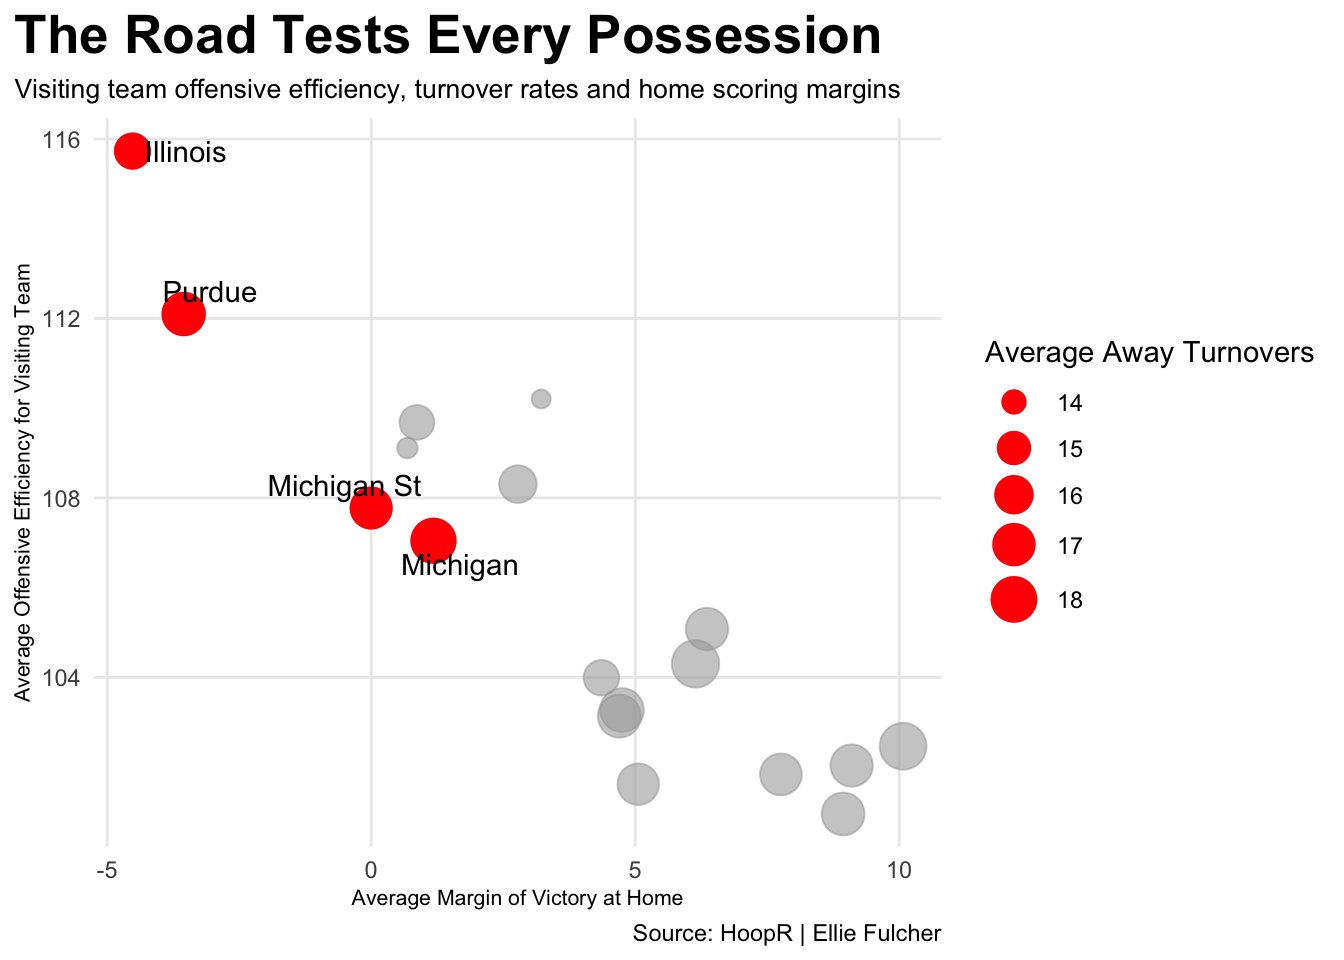 The Road Tests Every Possession
Visiting team offensive efficiency, turnover rates and home scoring margins
116
Illinois
Purdue
112
Michigan St
108
Michigan
104
Average Offensive Efficiency for Visiting Team
-5
0
5
10
Average Margin of Victory at Home
Average Away Turnovers
14
15
16
17
18
Source: HoopR | Ellie Fulcher